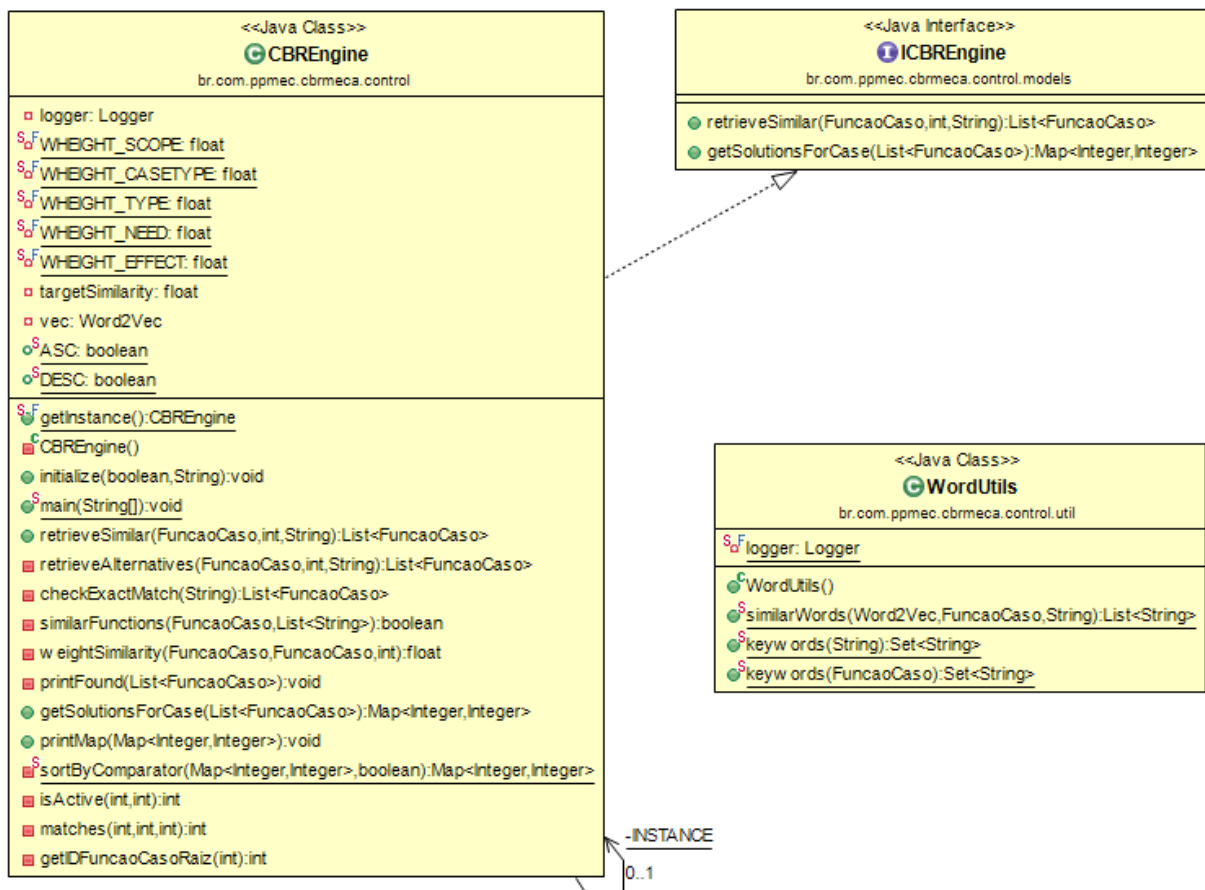 <<Java Class>>
CBREngine
br.com.ppmec.cbrmeca.control
logger: Logger
WHEIGHT_SCOPE: float
WHEIGHT_CASETYPE: float
WHEIGHT_TYPE: float
WHEIGHT_NEED: float
WHEIGHT_EFFECT: float
targetSimilarity: float
vec: Word2Vec
ASC: boolean
DESC: boolean
getInstance():CBREngine
CBREngine()
initialize(boolean,String):void
main(String[]):void
retrieveSimilar(FuncaoCaso,int,String):List<FuncaoCaso>
retrieveAlternatives(FuncaoCaso,int,String):List<FuncaoCaso>
checkExactMatch(String):List<FuncaoCaso>
similarFunctions(FuncaoCaso,List<String>):boolean
w eightSimilarity(FuncaoCaso,FuncaoCaso,int):float
printFound(List<FuncaoCaso>):void
getSolutionsForCase(List<FuncaoCaso>):Map<Integer,Integer>
printMap(Map<Integer,Integer>):void
sortByComparator(Map<Integer,Integer>,boolean):Map<Integer,Integer>
isActive(int,int):int
matches(int,int,int):int
getIDFuncaoCasoRaiz(int):int
<<Java Interface>>
ICBREngine
br.com.ppmec.cbrmeca.control.models
retrieveSimilar(FuncaoCaso,int,String):List<FuncaoCaso>
getSolutionsForCase(List<FuncaoCaso>):Map<Integer,Integer>
<<Java Class>>
WordUtils
br.com.ppmec.cbrmeca.control.util
logger: Logger
WordUtils()
similarWords(Word2Vec,FuncaoCaso,String):List<String>
keyw ords(String):Set<String>
keyw ords(FuncaoCaso):Set<String>
-INSTANCE
0..1